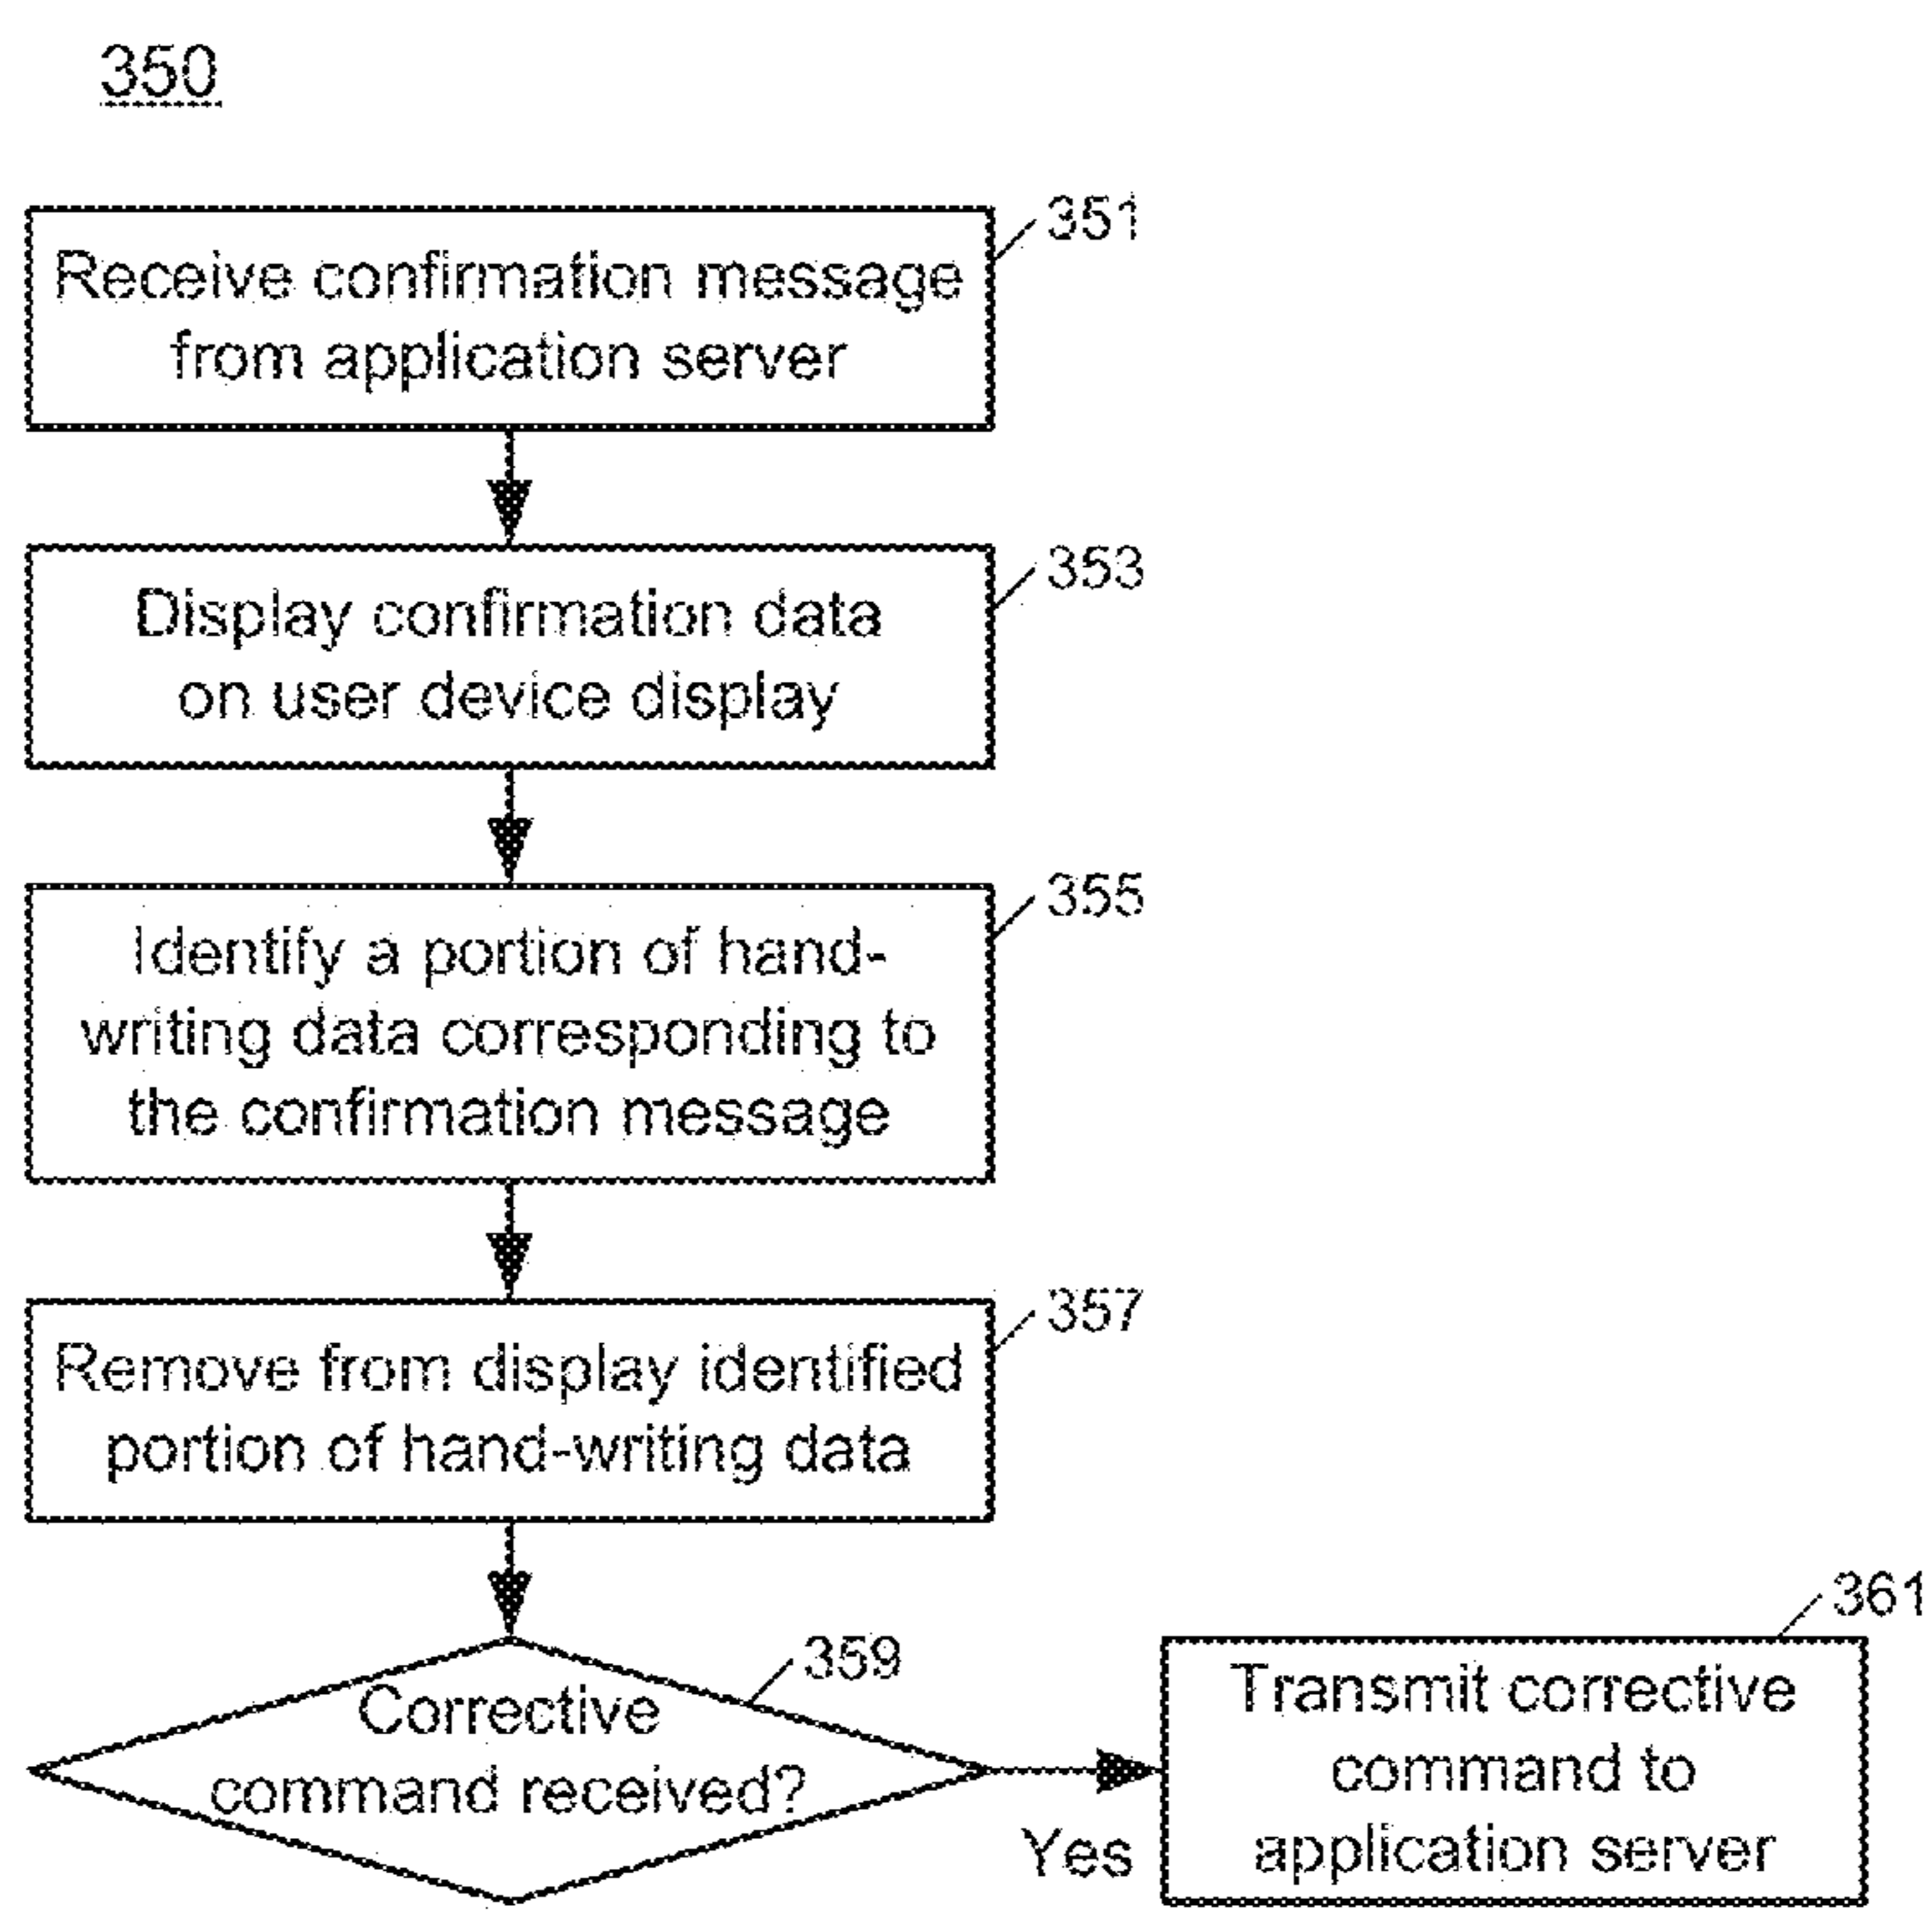 350
351
Receive confirmation message
from application server
353
Display confirmation data
on user device display
355
Identify a portion of hand-
writing data corresponding to
the confirmation message
357
Remove from display identified
portion of hand-writing data
359
Corrective
command received?
Yes
361
Transmit corrective
command to
application server